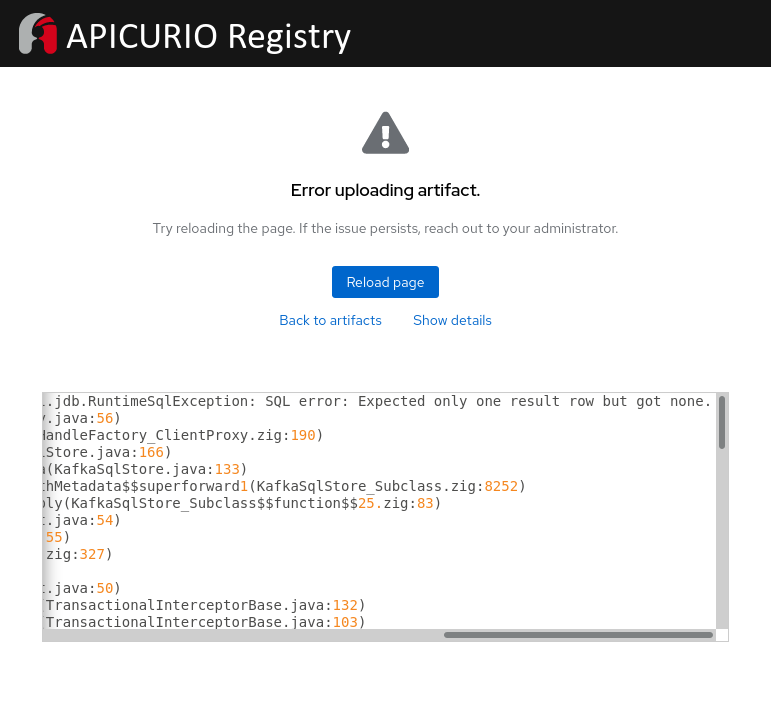 APICURIO Registry
Error uploading artifact.
Try reloading the page. If the issue persists, reach out to your administrator.
Reload page
Back to artifacts
Show details
.jdb.RuntimeSqlException: SQL error: Expected only one result row but got none.
.java:56)
HandleFactory_ClientProxy.zig:190)
Store.java:166)
(KafkaSqlStore.java:133)
thMetadata$$superforward1(KafkaSqlStore_Subclass.zig:8252)
ply(KafkaSqlStore_Subclass$$function$$25.zig:83)
.java:54)
55)
zig:327)
.java:50)
TransactionalInterceptorBase.java:132)
TransactionalInterceptorBase.java:103)